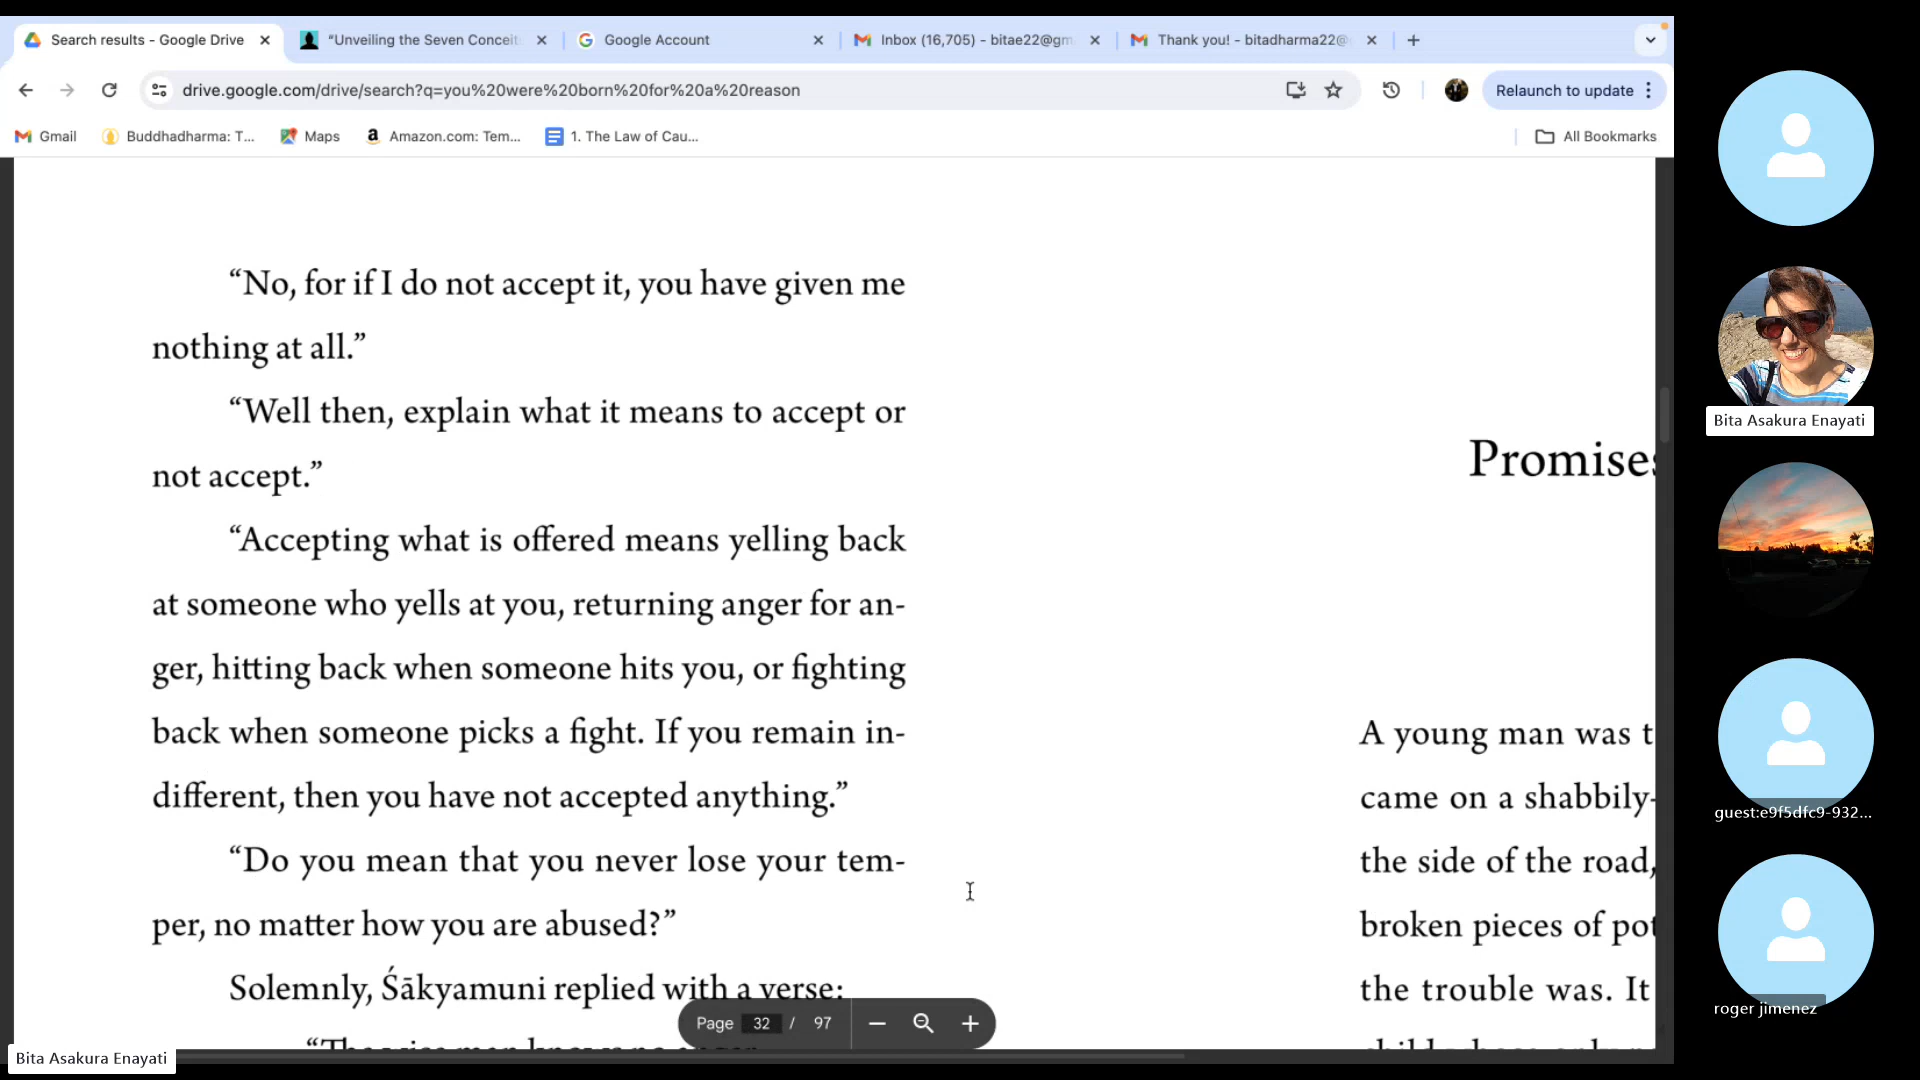 Search results - Google Drive
"Unveiling the Seven Conceit
Google Account
Inbox (16,705) - bitae22@gm
Thank you! - bitadharma22@
drive.google.com/drive/search?q=you%20were%20born%20for%20a%20reason
Relaunch to update
Gmail
Buddhadharma: T...
Maps
Amazon.com: Tem...
1. The Law of Cau...
All Bookmarks
“No, for if I do not accept it, you have given me
nothing at all.”
“Well then, explain what it means to accept or
not accept.”
“Accepting what is offered means yelling back
at someone who yells at you, returning anger for an-
ger, hitting back when someone hits you, or fighting
back when someone picks a fight. If you remain in-
different, then you have not accepted anything.”
“Do you mean that you never lose your tem-
per, no matter how you are abused?”
Solemnly, Śākyamuni replied with a verse:
Promises
A young man was t
came on a shabbily-
the side of the road,
broken pieces of pot
the trouble was. It
Page 32 / 97
Bita Asakura Enayati
guest:e9f5dfc9-932...
roger jimenez
Bita Asakura Enayati